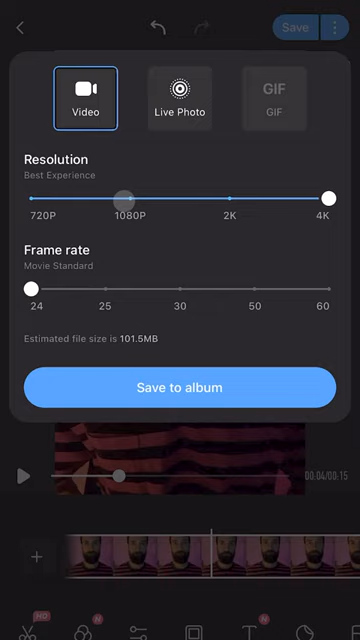 Save
Video
Live Photo
GIF
GIF
Resolution
Best Experience
720P 1080P 2K 4K
Frame rate
Movie Standard
24 25 30 50 60
Estimated file size is 101.5MB
Save to album
00:04/00:15
HD
N
N